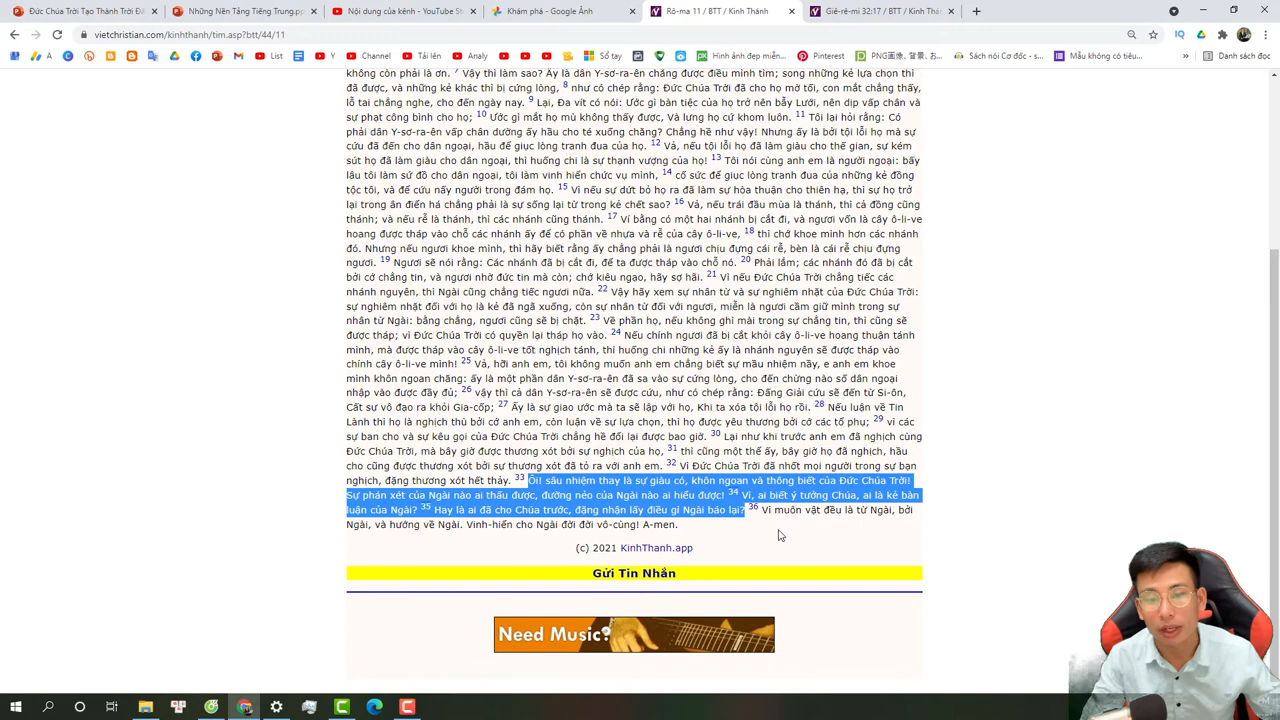 Trời Tạo Thành Trời Đấ
Những Nền Tảng Tiếng Trung.pp
Nội dung của kênh - YouTube St
Khám phá - Google Ảnh
Rô-ma 11 / BTT / Kinh Thánh
Giê-rê-mi 32:17 / BTT / Kinh Thán
vietchristian.com/kinhthanh/tim.asp?btt/44/11
A
List
Y
Channel
Tải lên
Analy
Sổ tay
Hình ảnh đẹp miễn...
Pinterest
PNG画像、背景素材...
Sách nói Cơ đốc - s...
Mẫu không có tiêu...
Danh sách đọc
không còn phải là ơn. 7 Vậy thì làm sao? Ấy là dân Y-sơ-ra-ên chẳng được điều mình tìm; song những kẻ lựa chọn thì
đã được, và những kẻ khác thì bị cứng lòng, 8 như có chép rằng: Đức Chúa Trời đã cho họ mờ tối, con mắt chẳng thấy,
lỗ tai chẳng nghe, cho đến ngày nay. 9 Lại, Đa vít có nói: Ước gì bàn tiệc của họ trở nên bẫy Lưới, nên dịp vấp chân và
sự phạt công bình cho họ; 10 Ước gì mắt họ mù không thấy được, Và lưng họ cứ khom luôn. 11 Tôi lại hỏi rằng: Có
phải dân Y-sơ-ra-ên vấp chân dường ấy hầu cho té xuống chăng? Chẳng hề như vậy! Nhưng ấy là bởi tội lỗi họ mà sự
cứu đã đến cho dân ngoại, hầu để giục lòng tranh đua của họ. 12 Vả, nếu tội lỗi họ đã làm giàu cho thế gian, sự kém
sút họ đã làm giàu cho dân ngoại, thì huống chi là sự thạnh vượng của họ! 13 Tôi nói cùng anh em là người ngoại: bấy
lâu tôi làm sứ đồ cho dân ngoại, tôi làm vinh hiển chức vụ mình, 14 cố sức để giục lòng tranh đua của những kẻ đồng
tộc tôi, và để cứu nấy người trong đám họ. 15 Vì nếu sự dứt bỏ họ ra đã làm sự hòa thuận cho thiên hạ, thì sự họ trở
lại trong ân điển há chẳng phải là sự sống lại từ trong kẻ chết sao? 16 Vả, nếu trái đầu mùa là thánh, thì cả đống cũng
thánh; và nếu rễ là thánh, thì các nhánh cũng thánh. 17 Ví bằng có một hai nhánh bị cắt đi, và ngươi vốn là cây ô-li-ve
hoang được tháp vào chỗ các nhánh ấy để có phần về nhựa và rễ của cây ô-li-ve, 18 thì chớ khoe mình hơn các nhánh
đó. Nhưng nếu ngươi khoe mình, thì hãy biết rằng ấy chẳng phải là ngươi chịu đựng cái rễ, bèn là cái rễ chịu đựng
ngươi. 19 Ngươi sẽ nói rằng: Các nhánh đã bị cắt đi, để ta được tháp vào chỗ nó. 20 Phải lắm; các nhánh đó đã bị cắt
bởi cớ chẳng tin, và ngươi nhờ đức tin mà còn; chớ kiêu ngạo, hãy sợ hãi. 21 Vì nếu Đức Chúa Trời chẳng tiếc các
nhánh nguyên, thì Ngài cũng chẳng tiếc ngươi nữa. 22 Vậy hãy xem sự nhân từ và sự nghiêm nhặt của Đức Chúa Trời:
sự nghiêm nhặt đối với họ là kẻ đã ngã xuống, còn sự nhân từ đối với ngươi, miễn là ngươi cầm giữ mình trong sự
nhân từ Ngài: bằng chẳng, ngươi cũng sẽ bị chặt. 23 Về phần họ, nếu không ghì mài trong sự chẳng tin, thì cũng sẽ
được tháp; vì Đức Chúa Trời có quyền lại tháp họ vào. 24 Nếu chính ngươi đã bị cắt khỏi cây ô-li-ve hoang thuận tánh
mình, mà được tháp vào cây ô-li-ve tốt nghịch tánh, thì huống chi những kẻ ấy là nhánh nguyên sẽ được tháp vào
chính cây ô-li-ve mình! 25 Vả, hỡi anh em, tôi không muốn anh em chẳng biết sự mầu nhiệm nầy, e anh em khoe
mình khôn ngoan chăng: ấy là một phần dân Y-sơ-ra-ên đã sa vào sự cứng lòng, cho đến chừng nào số dân ngoại
nhập vào được đầy đủ; 26 vậy thì cả dân Y-sơ-ra-ên sẽ được cứu, như có chép rằng: Đấng Giải cứu sẽ đến từ Si-ôn,
Cất sự vô đạo ra khỏi Gia-cốp; 27 Ấy là sự giao ước mà ta sẽ lập với họ, Khi ta xóa tội lỗi họ rồi. 28 Nếu luận về Tin
Lành thì họ là nghịch thù bởi cớ anh em, còn luận về sự lựa chọn, thì họ được yêu thương bởi cớ các tổ phụ; 29 vì các
sự ban cho và sự kêu gọi của Đức Chúa Trời chẳng hề đổi lại được bao giờ. 30 Lại như khi trước anh em đã nghịch cùng
Đức Chúa Trời, mà bây giờ được thương xót bởi sự nghịch của họ, 31 thì cũng một thể ấy, bây giờ họ đã nghịch, hầu
cho cũng được thương xót bởi sự thương xót đã tỏ ra với anh em. 32 Vì Đức Chúa Trời đã nhốt mọi người trong sự bạn
nghịch, đặng thương xót hết thảy. 33 Ôi! sâu nhiệm thay là sự giàu có, khôn ngoan và thông biết của Đức Chúa Trời!
Sự phán xét của Ngài nào ai thấu được, đường nẻo của Ngài nào ai hiểu được! 34 Vì, ai biết ý tưởng Chúa, ai là kẻ bàn
luận của Ngài? 35 Hay là ai đã cho Chúa trước, đặng nhận lấy điều gì Ngài báo lại? 36 Vì muôn vật đều là từ Ngài, bởi
Ngài, và hướng về Ngài. Vinh-hiển cho Ngài đời đời vô-cùng! A-men.
(c) 2021 KinhThanh.app
Gửi Tin Nhắn
Need Music?